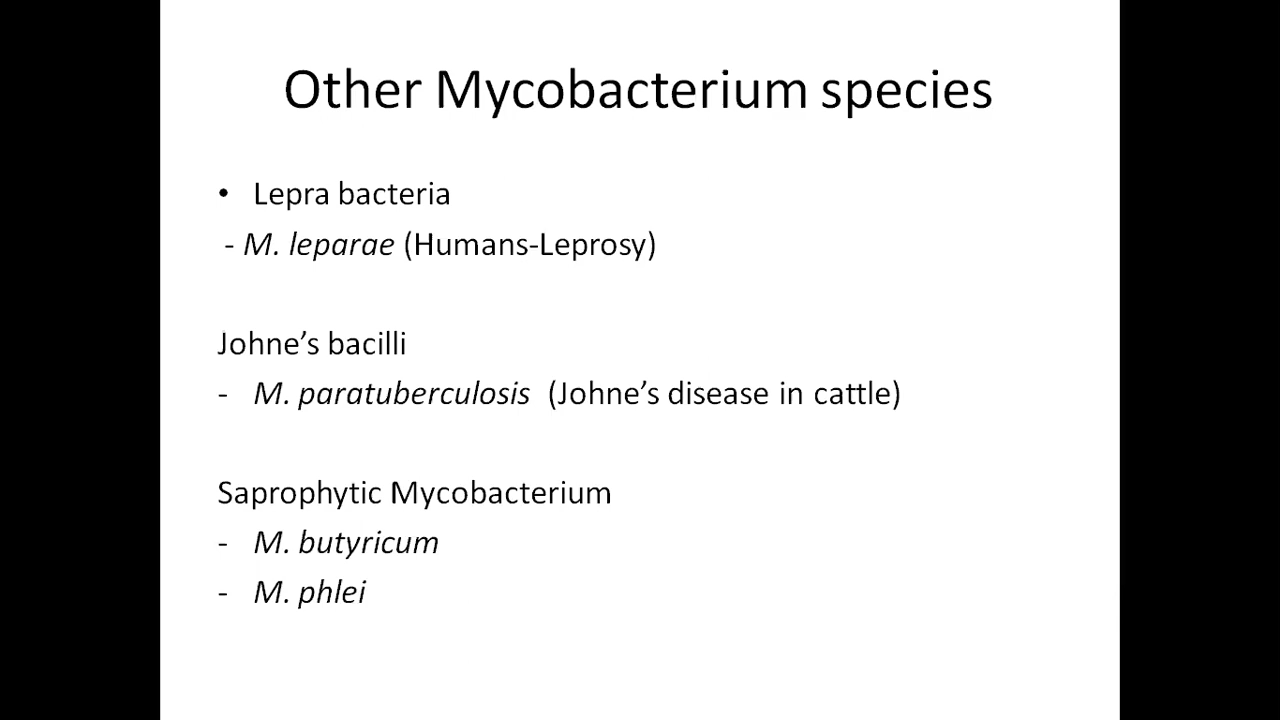 Other Mycobacterium species
• Lepra bacteria
- M. leparae (Humans-Leprosy)
Johne’s bacilli
- M. paratuberculosis (Johne’s disease in cattle)
Saprophytic Mycobacterium
- M. butyricum
- M. phlei